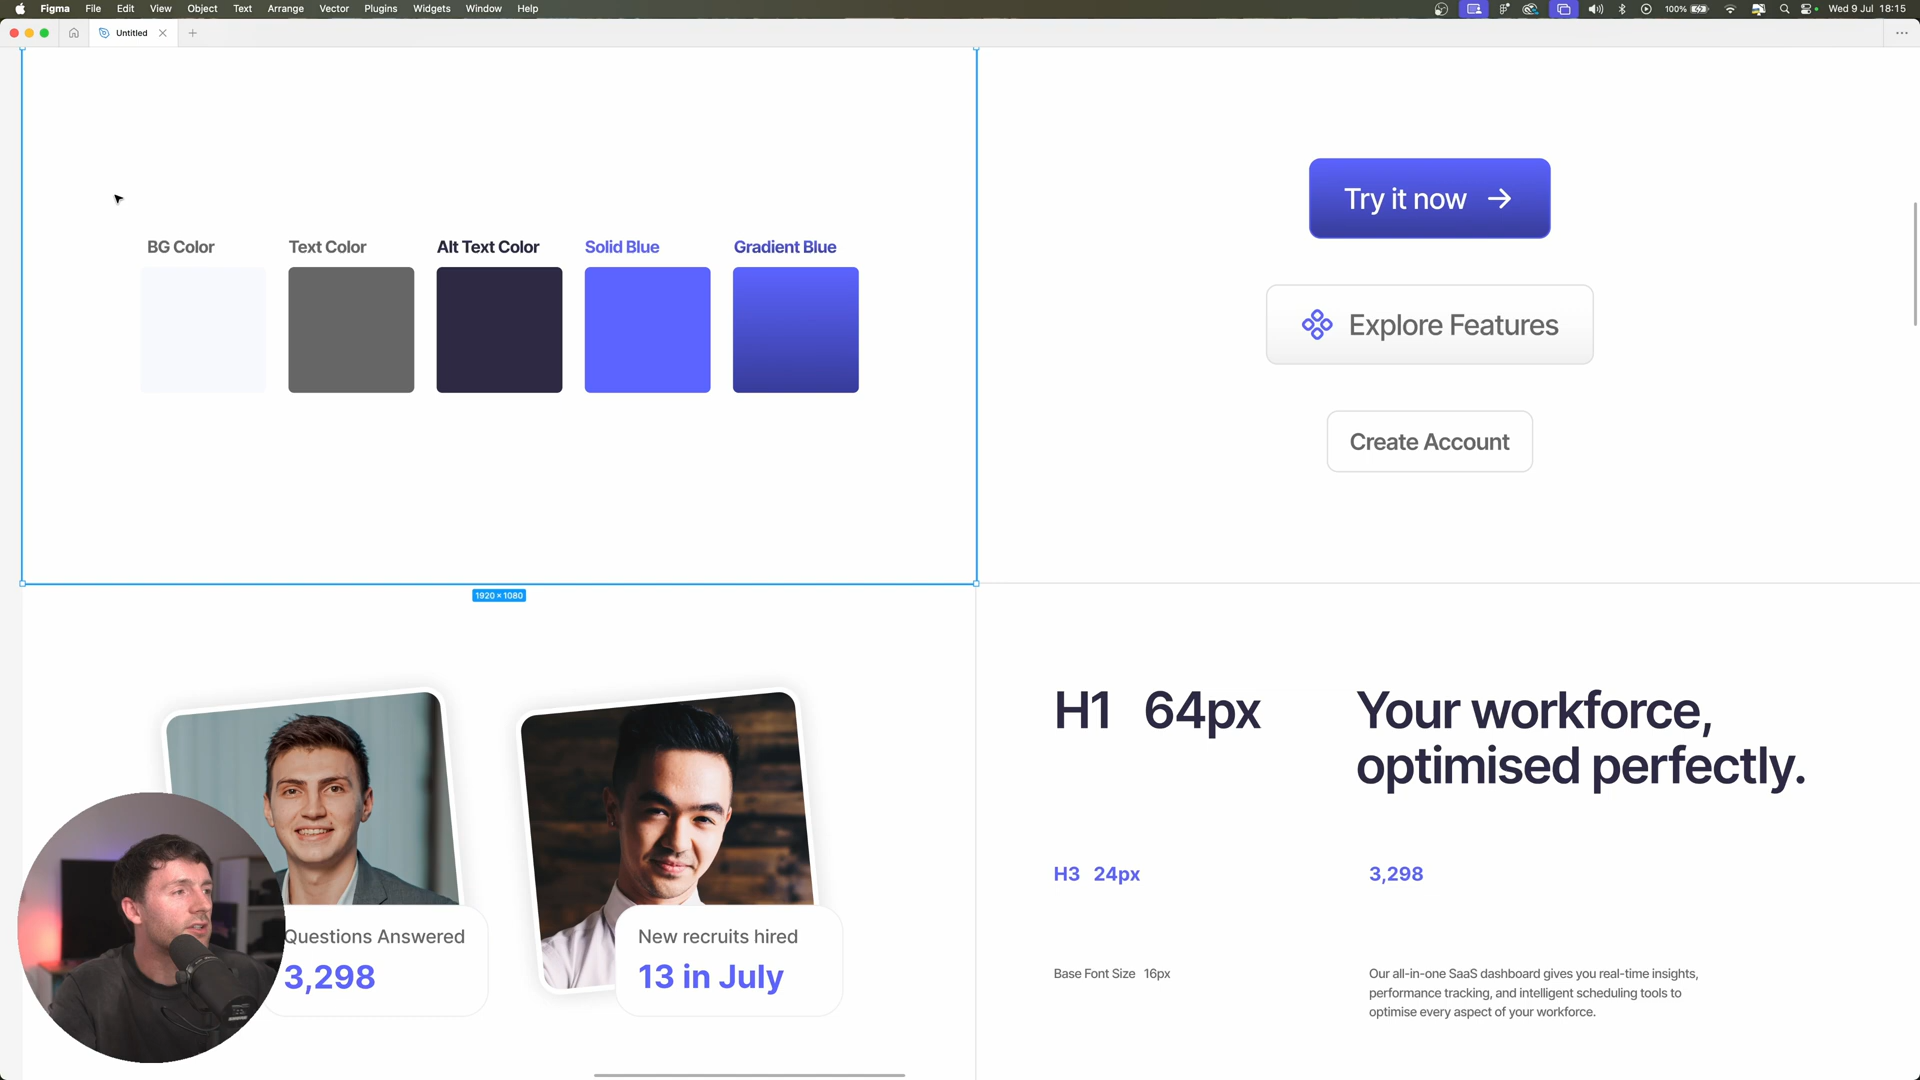 Figma File Edit View Object Text Arrange Vector Plugins Widgets Window Help
100% Wed 9 Jul 18:15
Untitled
BG Color Text Color Alt Text Color Solid Blue Gradient Blue
1920 × 1080
Try it now
Explore Features
Create Account
Questions Answered
3,298
New recruits hired
13 in July
H1 64px
Your workforce,
optimised perfectly.
H3 24px
3,298
Base Font Size 16px
Our all-in-one SaaS dashboard gives you real-time insights,
performance tracking, and intelligent scheduling tools to
optimise every aspect of your workforce.